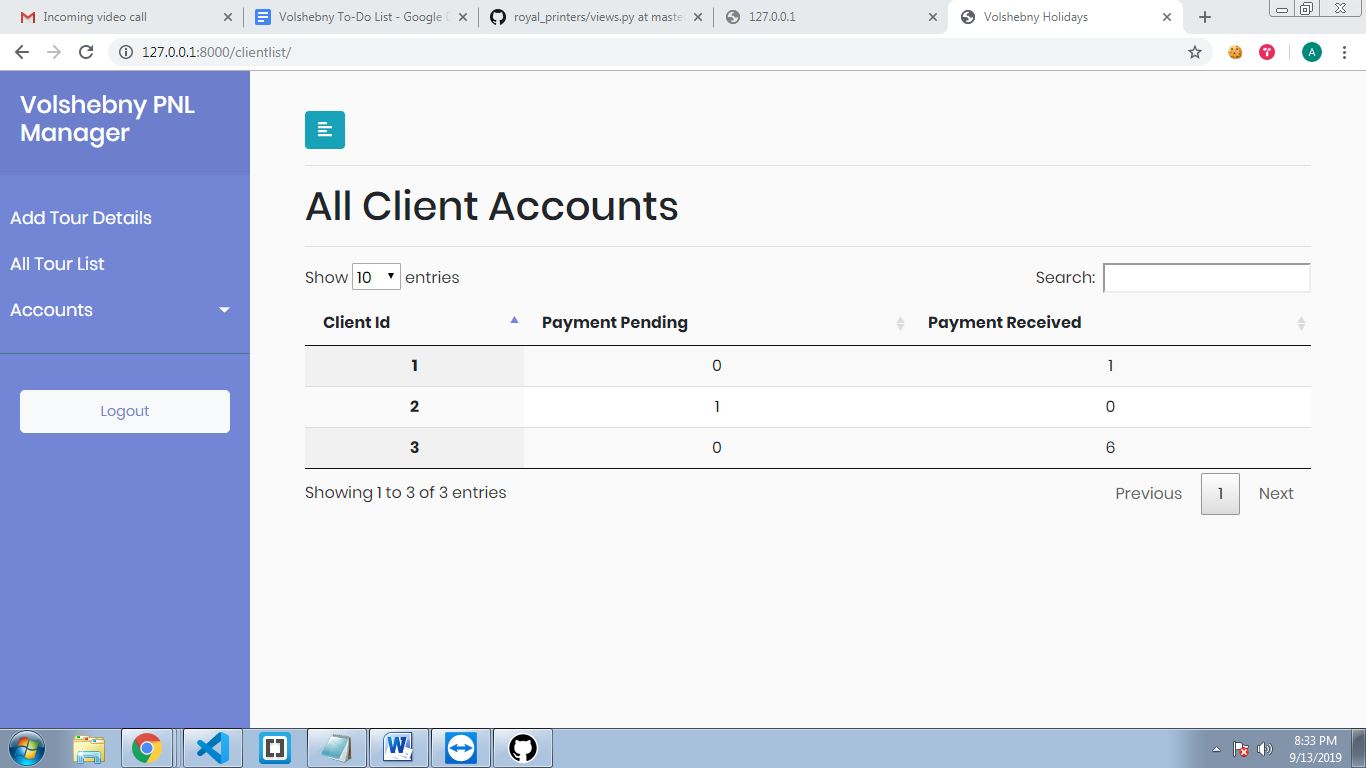 Incoming video call
Volshebny To-Do List - Google
royal_printers/views.py at maste
127.0.0.1
Volshebny Holidays
127.0.0.1:8000/clientlist/
A
Volshebny PNL
Manager
Add Tour Details
All Tour List
Accounts
Logout
All Client Accounts
Show 10 entries
Search:
Client Id Payment Pending Payment Received
1 0 1
2 1 0
3 0 6
Showing 1 to 3 of 3 entries
Previous 1 Next
8:33 PM
9/13/2019